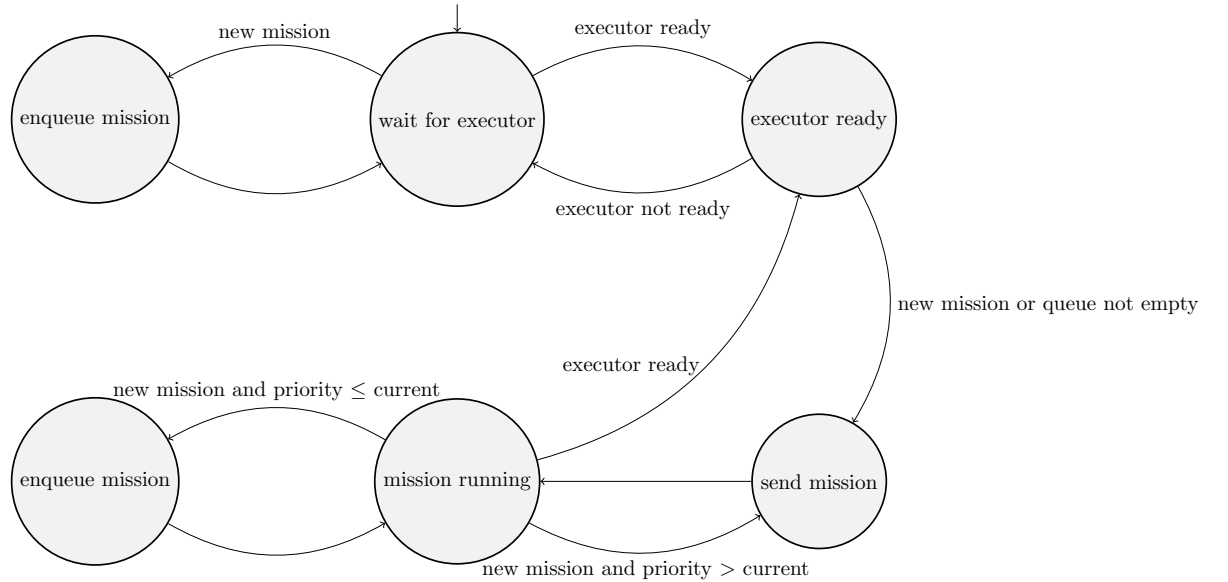 new mission
executor ready
enqueue mission
wait for executor
executor ready
executor not ready
new mission or queue not empty
executor ready
new mission and priority ≤ current
enqueue mission
mission running
send mission
new mission and priority > current